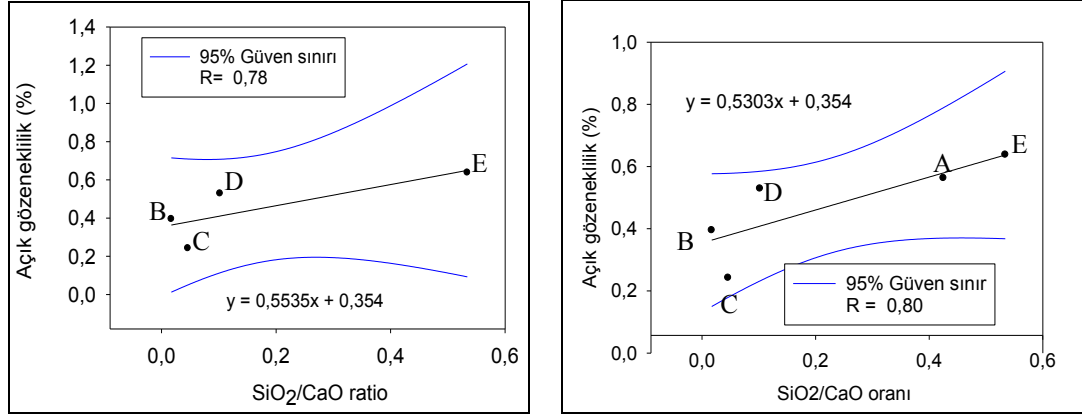 Açık gözeneklilik (%)
1,4
1,2
1,0
0,8
0,6
0,4
0,2
0,0
95% Güven sınırı
R= 0,78
B
C
D
E
y = 0,5535x + 0,354
0,0
0,2
0,4
0,6
SiO2/CaO ratio
Açık gözeneklilik (%)
1,0
0,8
0,6
0,4
0,2
0,0
y = 0,5303x + 0,354
B
C
D
A
E
95% Güven sınır
R = 0,80
0,0
0,2
0,4
0,6
SiO2/CaO oranı